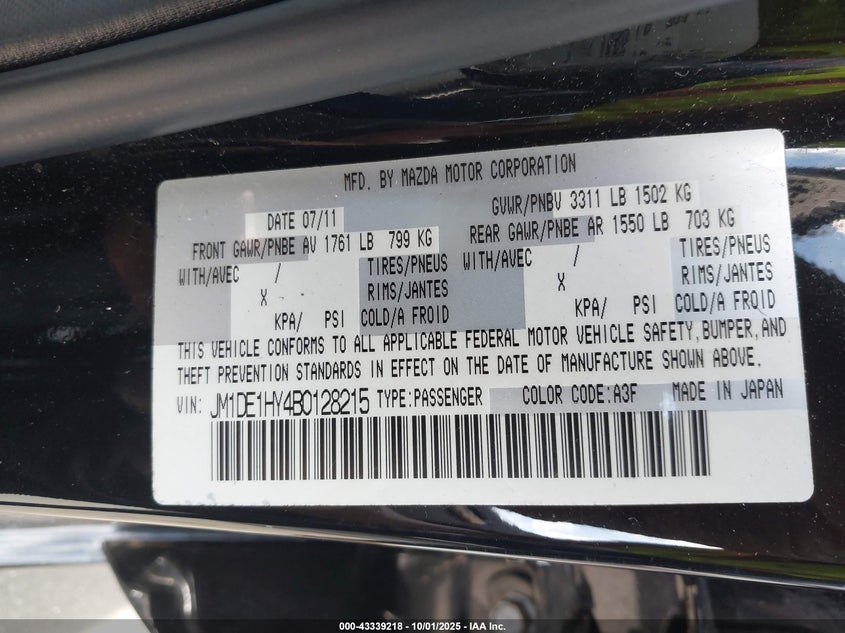 MFD. BY MAZDA MOTOR CORPORATION
DATE 07/11
GVWR/PNBV 3311 LB 1502 KG
FRONT GAWR/PNBE AV 1761 LB 799 KG
REAR GAWR/PNBE AR 1550 LB 703 KG
WITH/AVEC / TIRES/PNEUS WITH/AVEC / TIRES/PNEUS
X RIMS/JANTES X RIMS/JANTES
KPA/ PSI COLD/A FROID KPA/ PSI COLD/A FROID
THIS VEHICLE CONFORMS TO ALL APPLICABLE FEDERAL MOTOR VEHICLE SAFETY, BUMPER, AND
THEFT PREVENTION STANDARDS IN EFFECT ON THE DATE OF MANUFACTURE SHOWN ABOVE.
VIN: JM1DE1HY4B0128215 TYPE:PASSENGER COLOR CODE:A3F MADE IN JAPAN
000-43339218 - 10/01/2025 - IAA Inc.